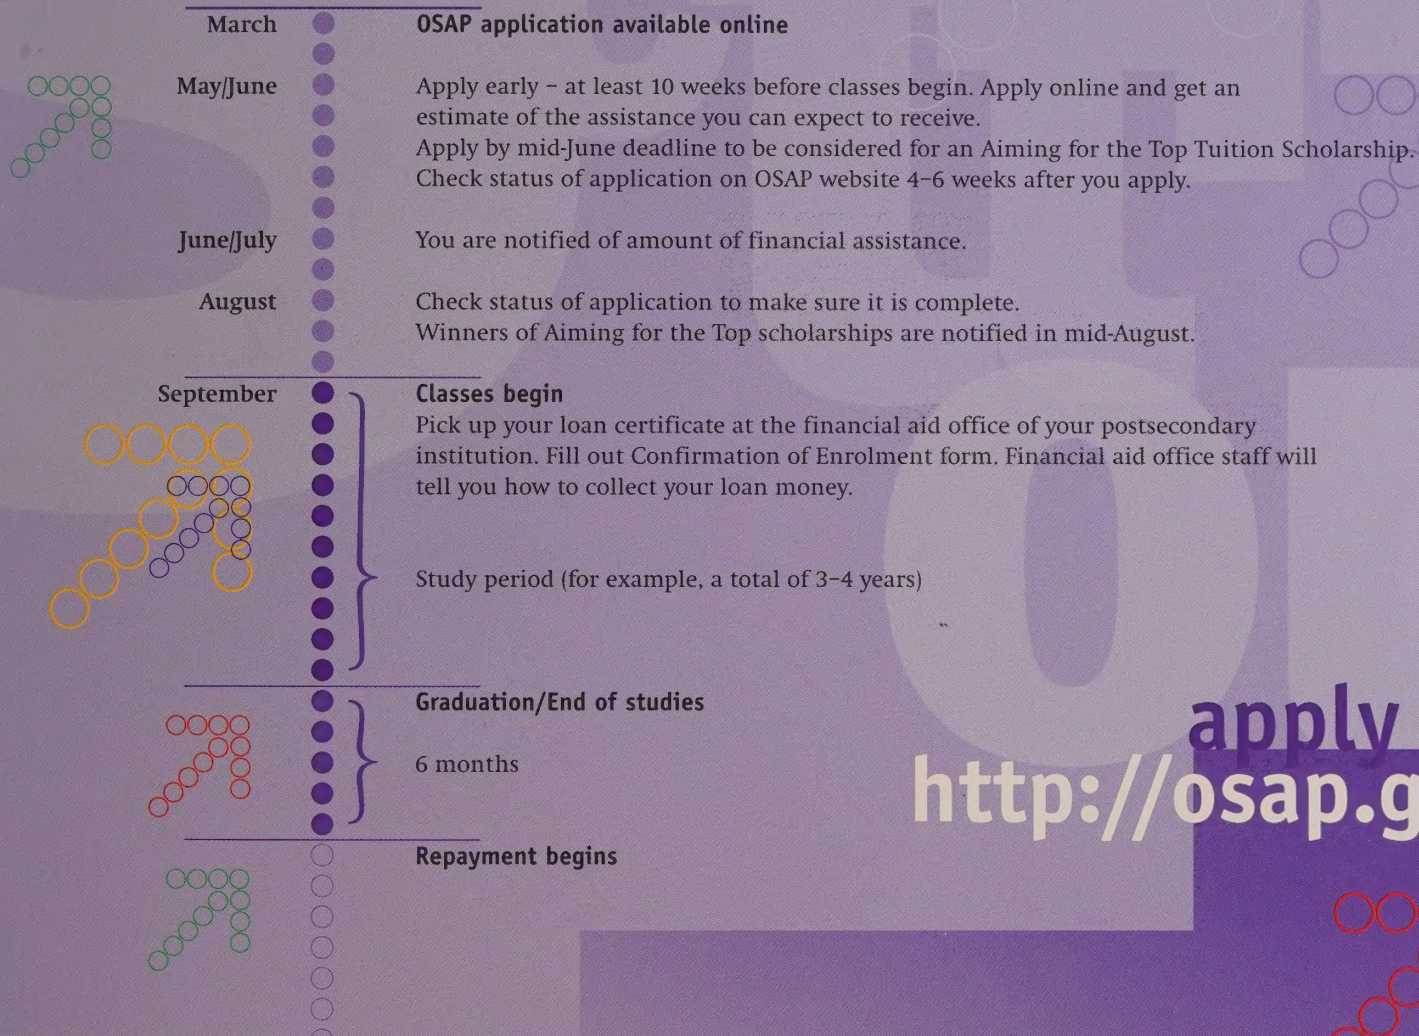 March OSAP application available online
May/June Apply early – at least 10 weeks before classes begin. Apply online and get an
estimate of the assistance you can expect to receive.
Apply by mid-June deadline to be considered for an Aiming for the Top Tuition Scholarship.
Check status of application on OSAP website 4–6 weeks after you apply.
June/July You are notified of amount of financial assistance.
August Check status of application to make sure it is complete.
Winners of Aiming for the Top scholarships are notified in mid-August.
September Classes begin
Pick up your loan certificate at the financial aid office of your postsecondary
institution. Fill out Confirmation of Enrolment form. Financial aid office staff will
tell you how to collect your loan money.
Study period (for example, a total of 3–4 years)
Graduation/End of studies
6 months
Repayment begins
apply
http://osap.g